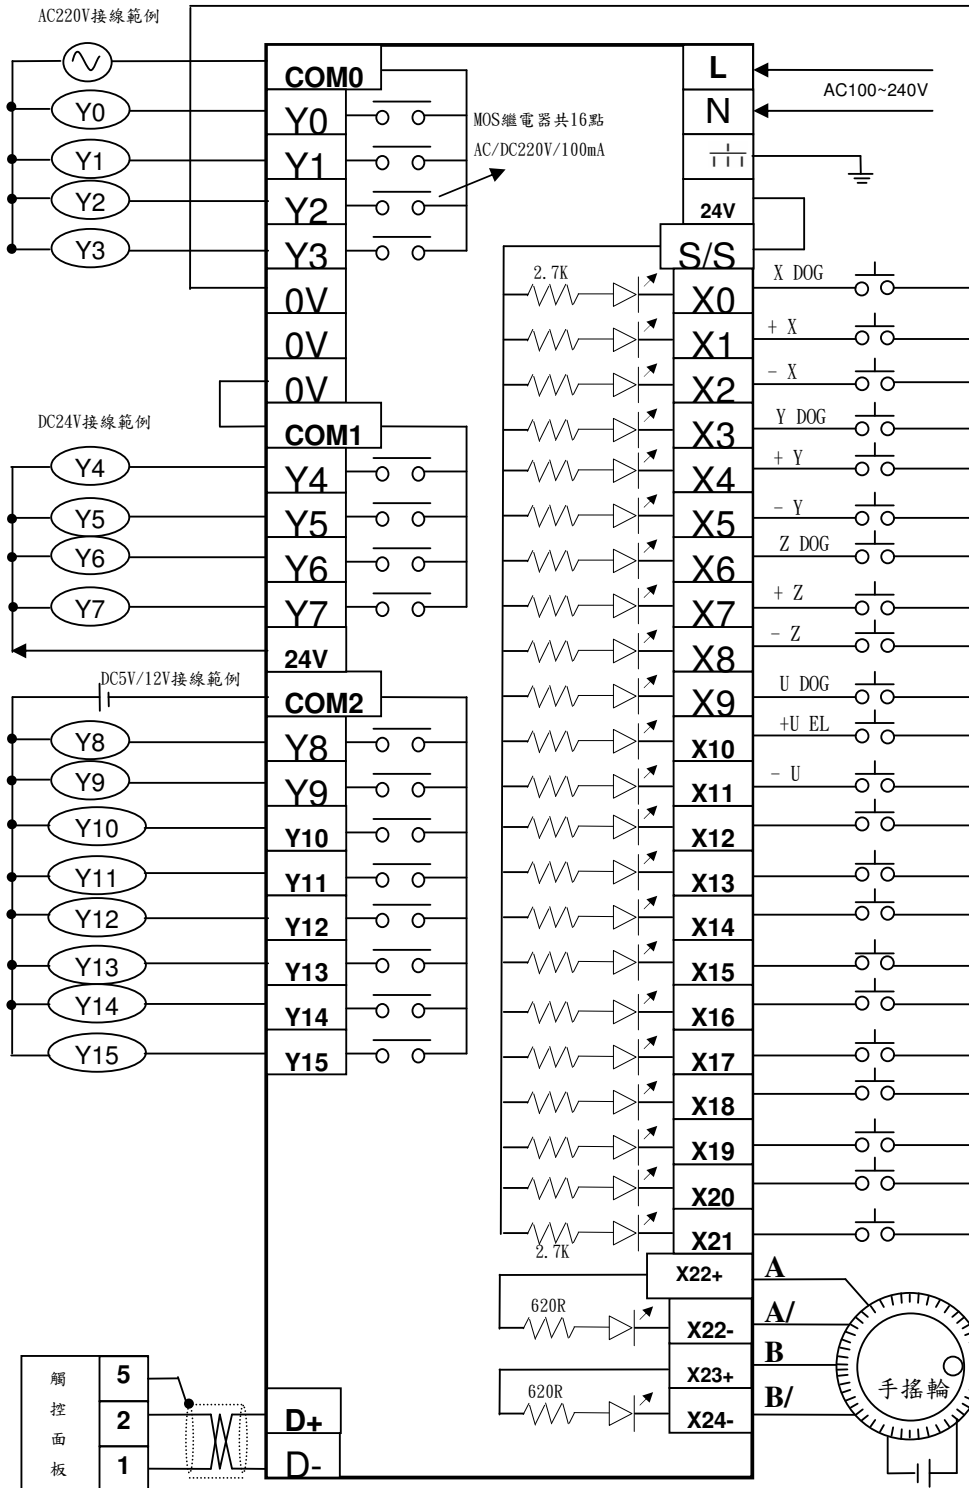 AC220V接線範例
COM0
Y0
Y0
Y1
Y1
Y2
Y2
Y3
Y3
0V
0V
0V
MOS繼電器共16點
AC/DC220V/100mA
DC24V接線範例
COM1
Y4
Y4
Y5
Y5
Y6
Y6
Y7
Y7
24V
DC5V/12V接線範例
COM2
Y8
Y8
Y9
Y9
Y10
Y10
Y11
Y11
Y12
Y12
Y13
Y13
Y14
Y14
Y15
Y15
觸控面板
5
2
1
D+
D-
L
N
AC100~240V
24V
S/S
2.7K
X0
X DOG
X1
+ X
X2
- X
X3
Y DOG
X4
+ Y
X5
- Y
X6
Z DOG
X7
+ Z
X8
- Z
X9
U DOG
X10
+U EL
X11
- U
X12
X13
X14
X15
X16
X17
X18
X19
X20
X21
2.7K
X22+
A
620R
X22-
A/
X23+
B
620R
X24-
B/
手搖輪